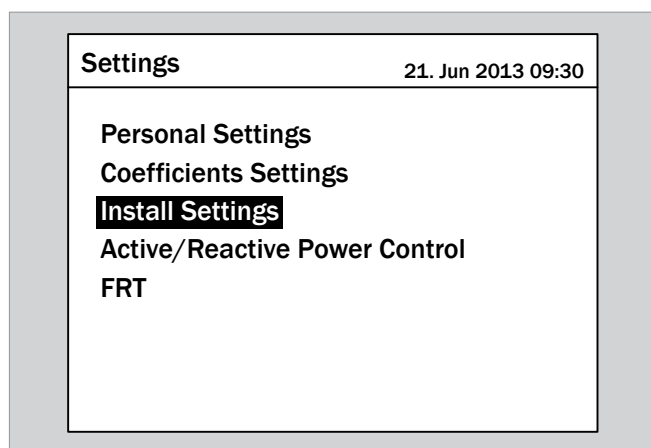 Settings
21. Jun 2013 09:30
Personal Settings
Coefficients Settings
Install Settings
Active/Reactive Power Control
FRT